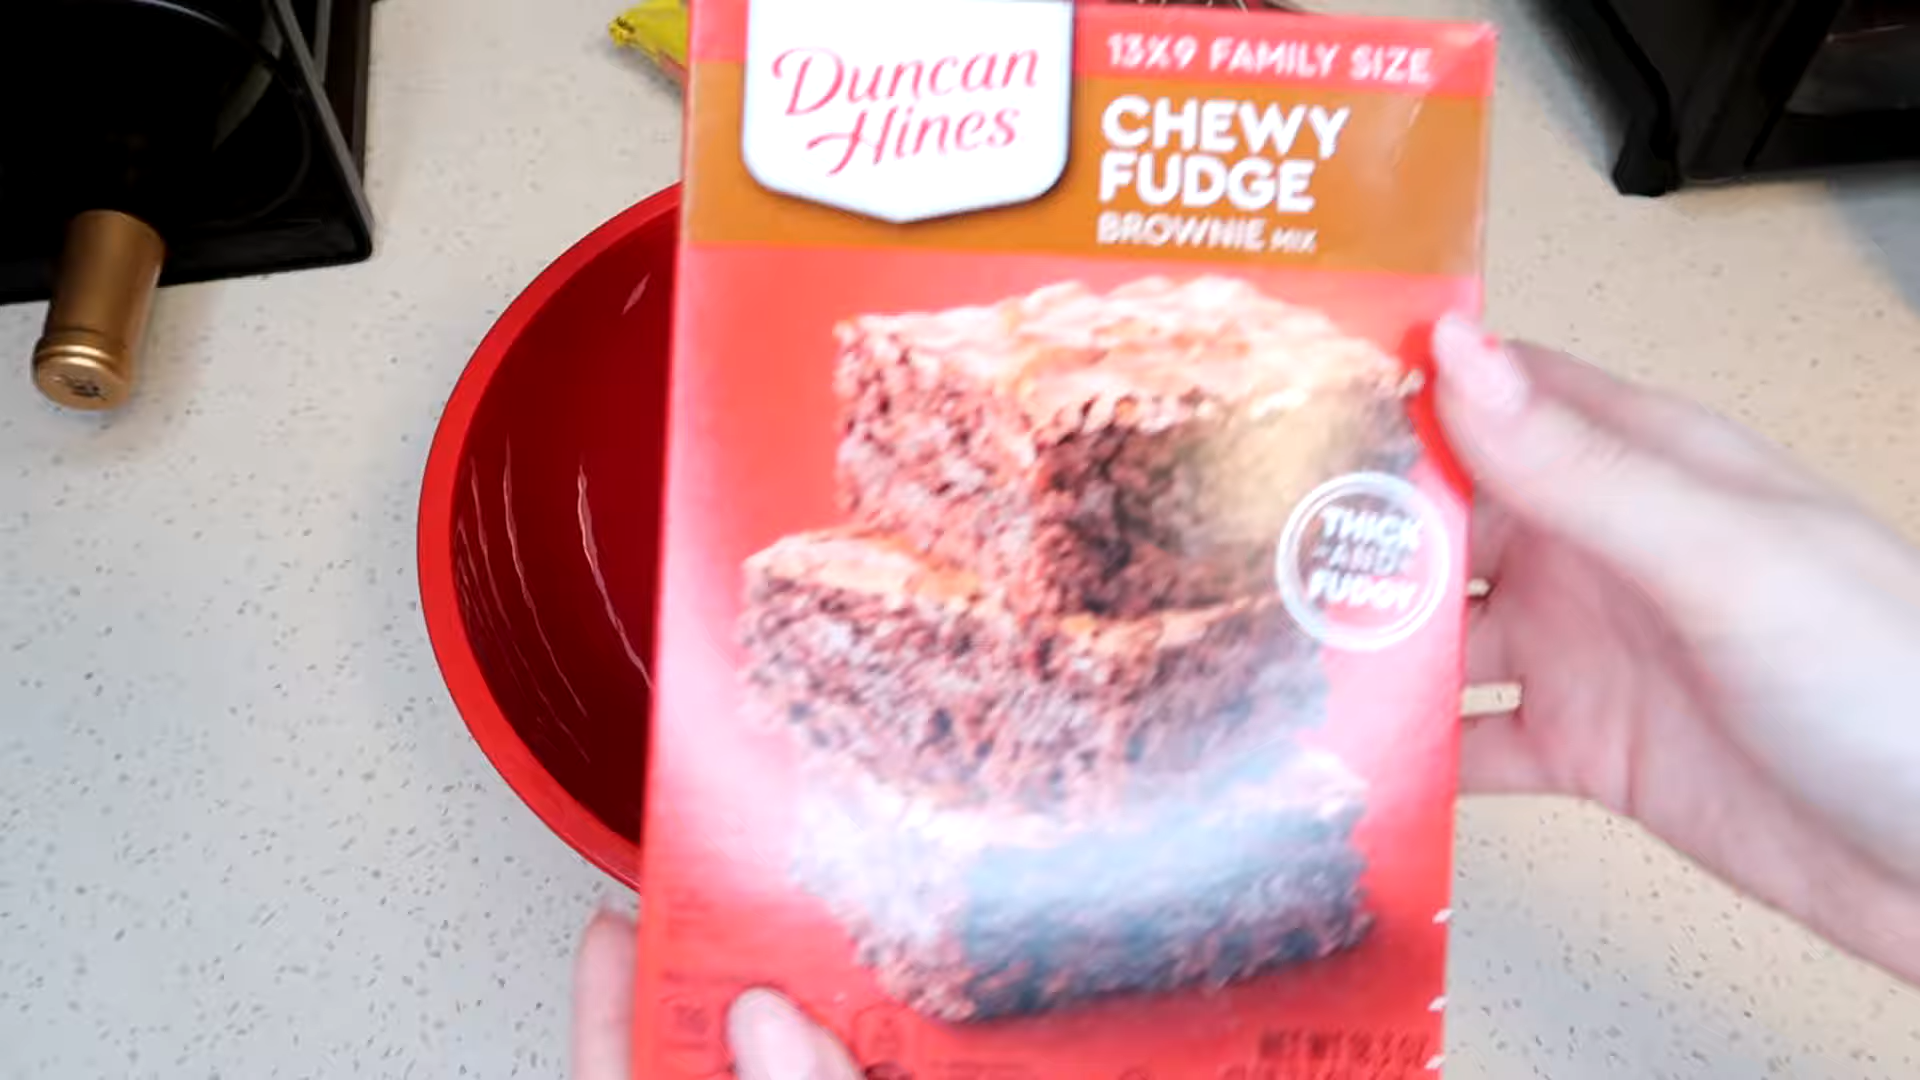 Duncan
Hines
13X9 FAMILY SIZE
CHEWY
FUDGE
BROWNIE MIX
THICK
-AND-
FUDGY